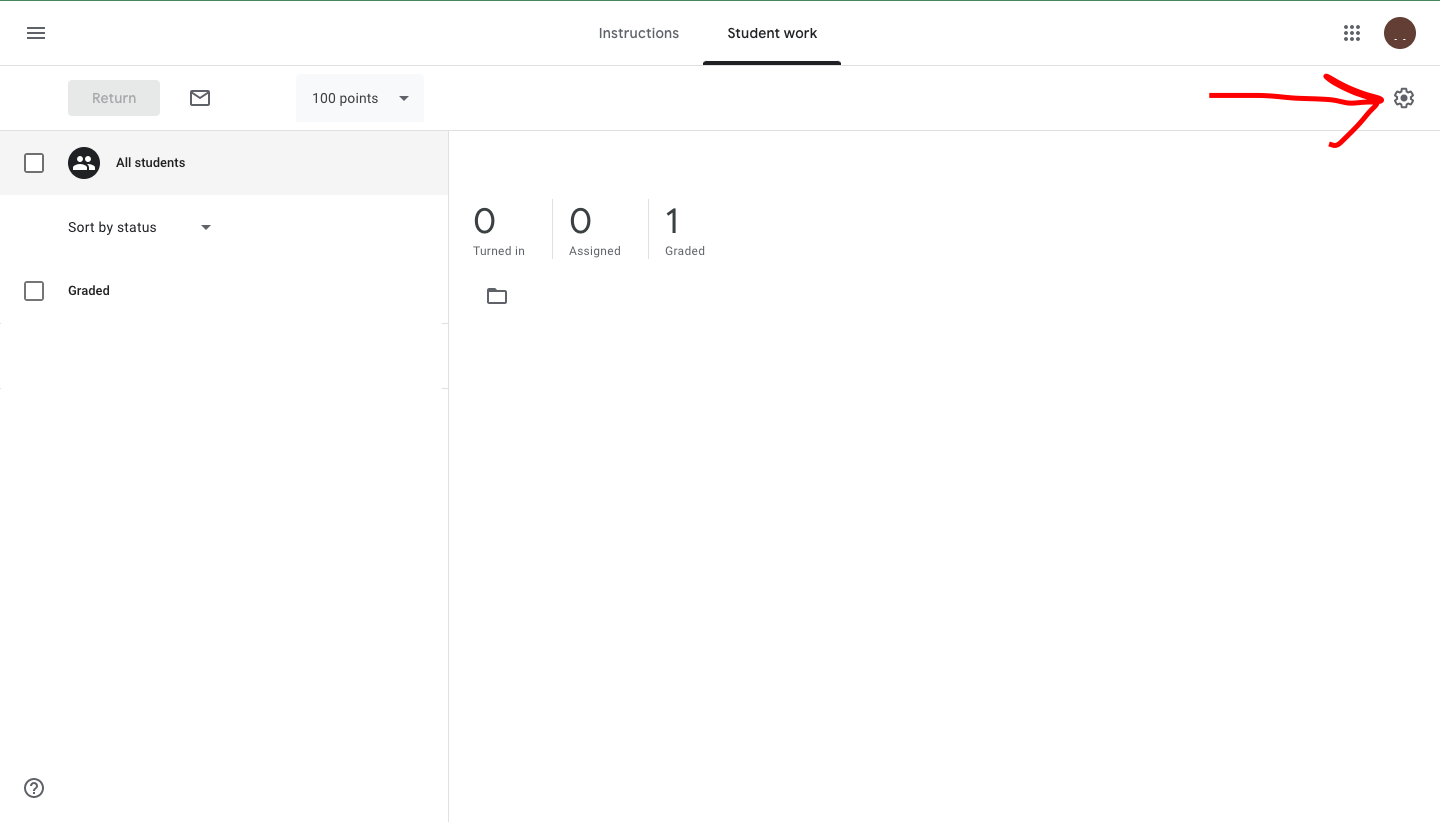 Instructions
Student work
Return
100 points
All students
Sort by status
Graded
0
0
1
Turned in
Assigned
Graded